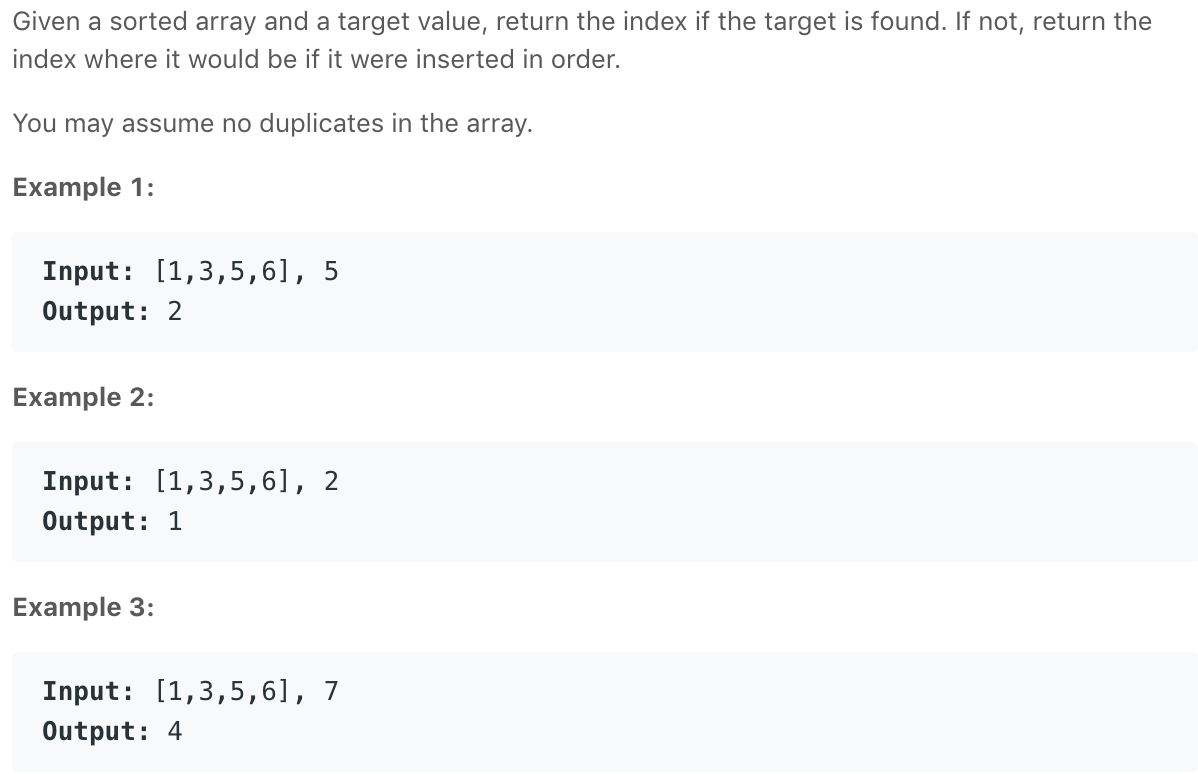 Given a sorted array and a target value, return the index if the target is found. If not, return the
index where it would be if it were inserted in order.
You may assume no duplicates in the array.
Example 1:
Input: [1,3,5,6], 5
Output: 2
Example 2:
Input: [1,3,5,6], 2
Output: 1
Example 3:
Input: [1,3,5,6], 7
Output: 4